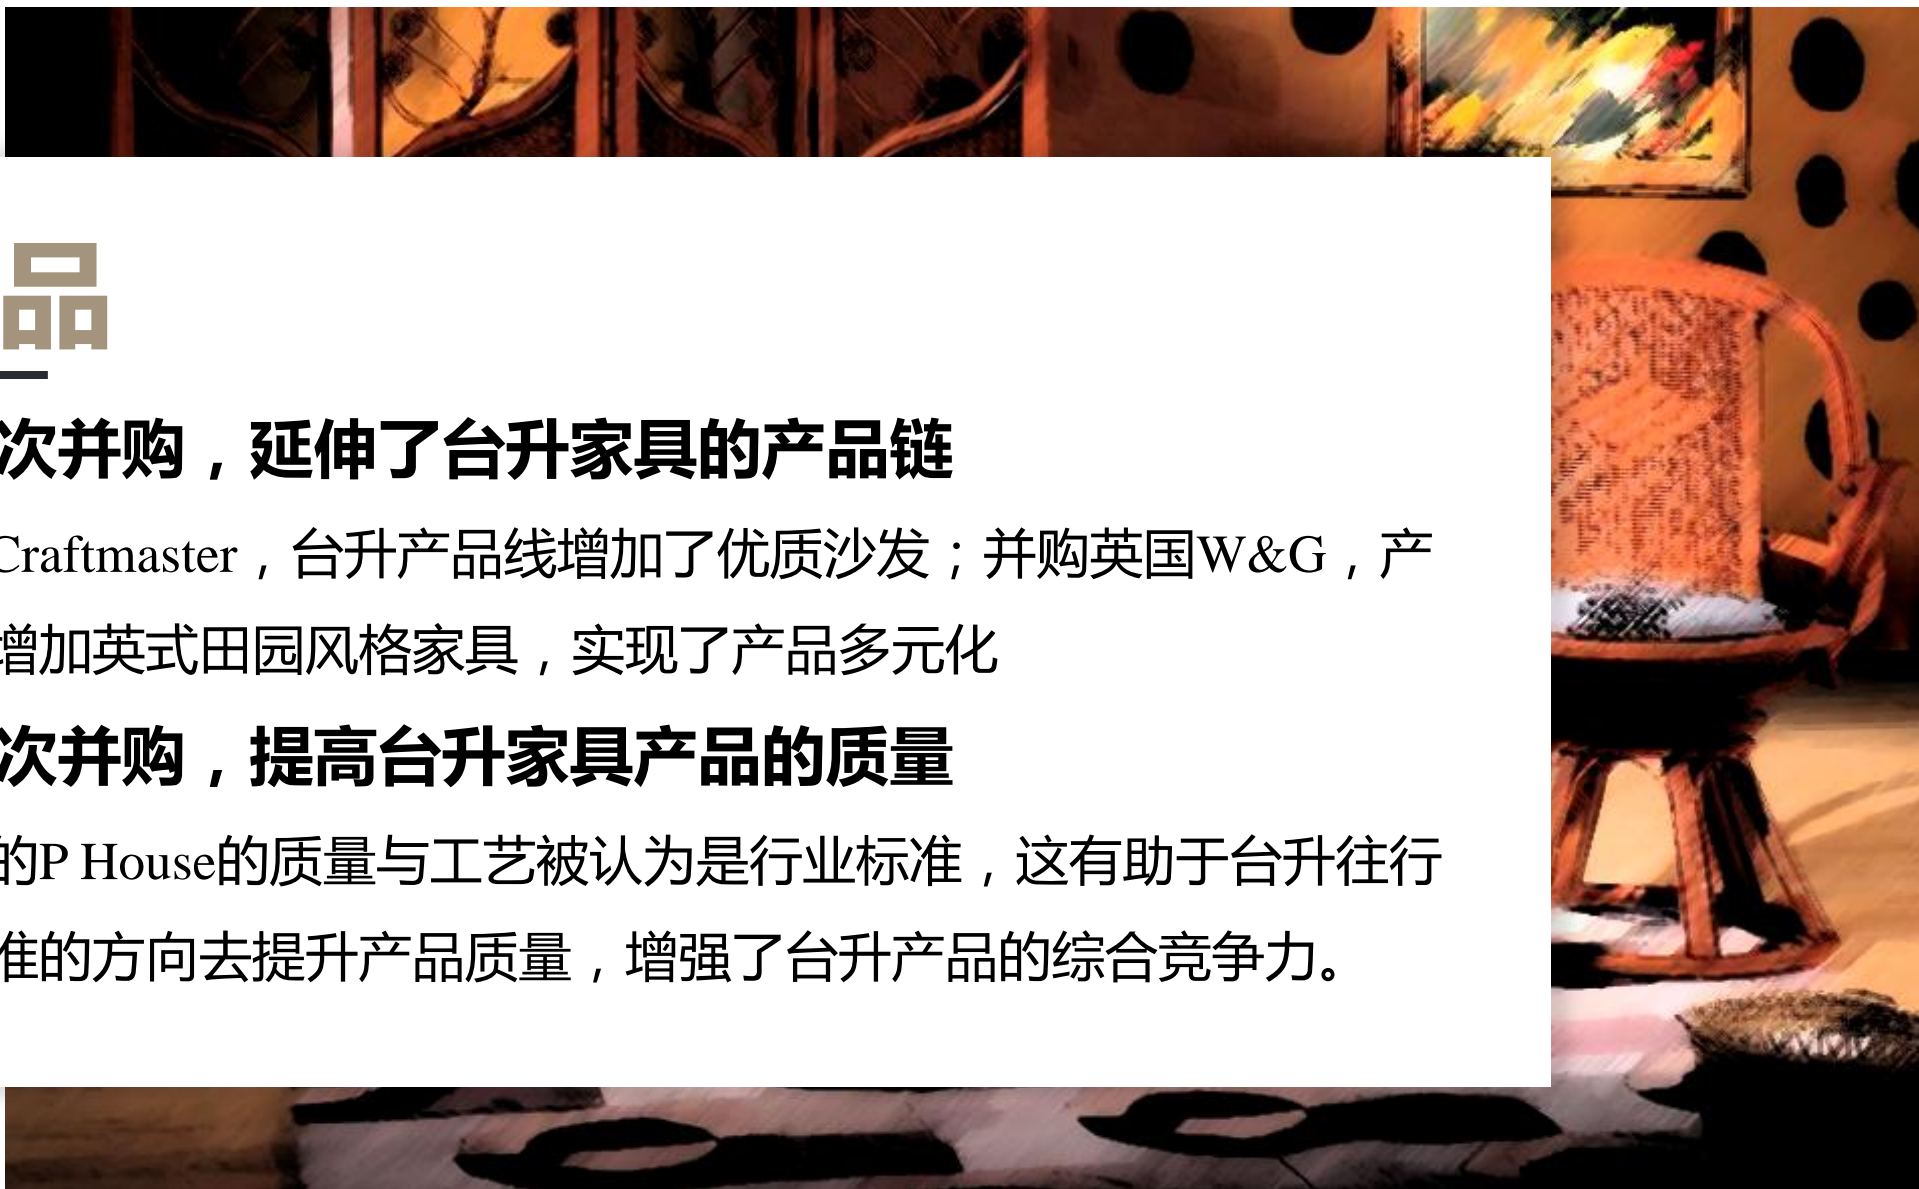 品
次并购，延伸了台升家具的产品链
Craftmaster，台升产品线增加了优质沙发；并购英国W&G，产
增加英式田园风格家具，实现了产品多元化
次并购，提高台升家具产品的质量
的P House的质量与工艺被认为是行业标准，这有助于台升往行
准的方向去提升产品质量，增强了台升产品的综合竞争力。